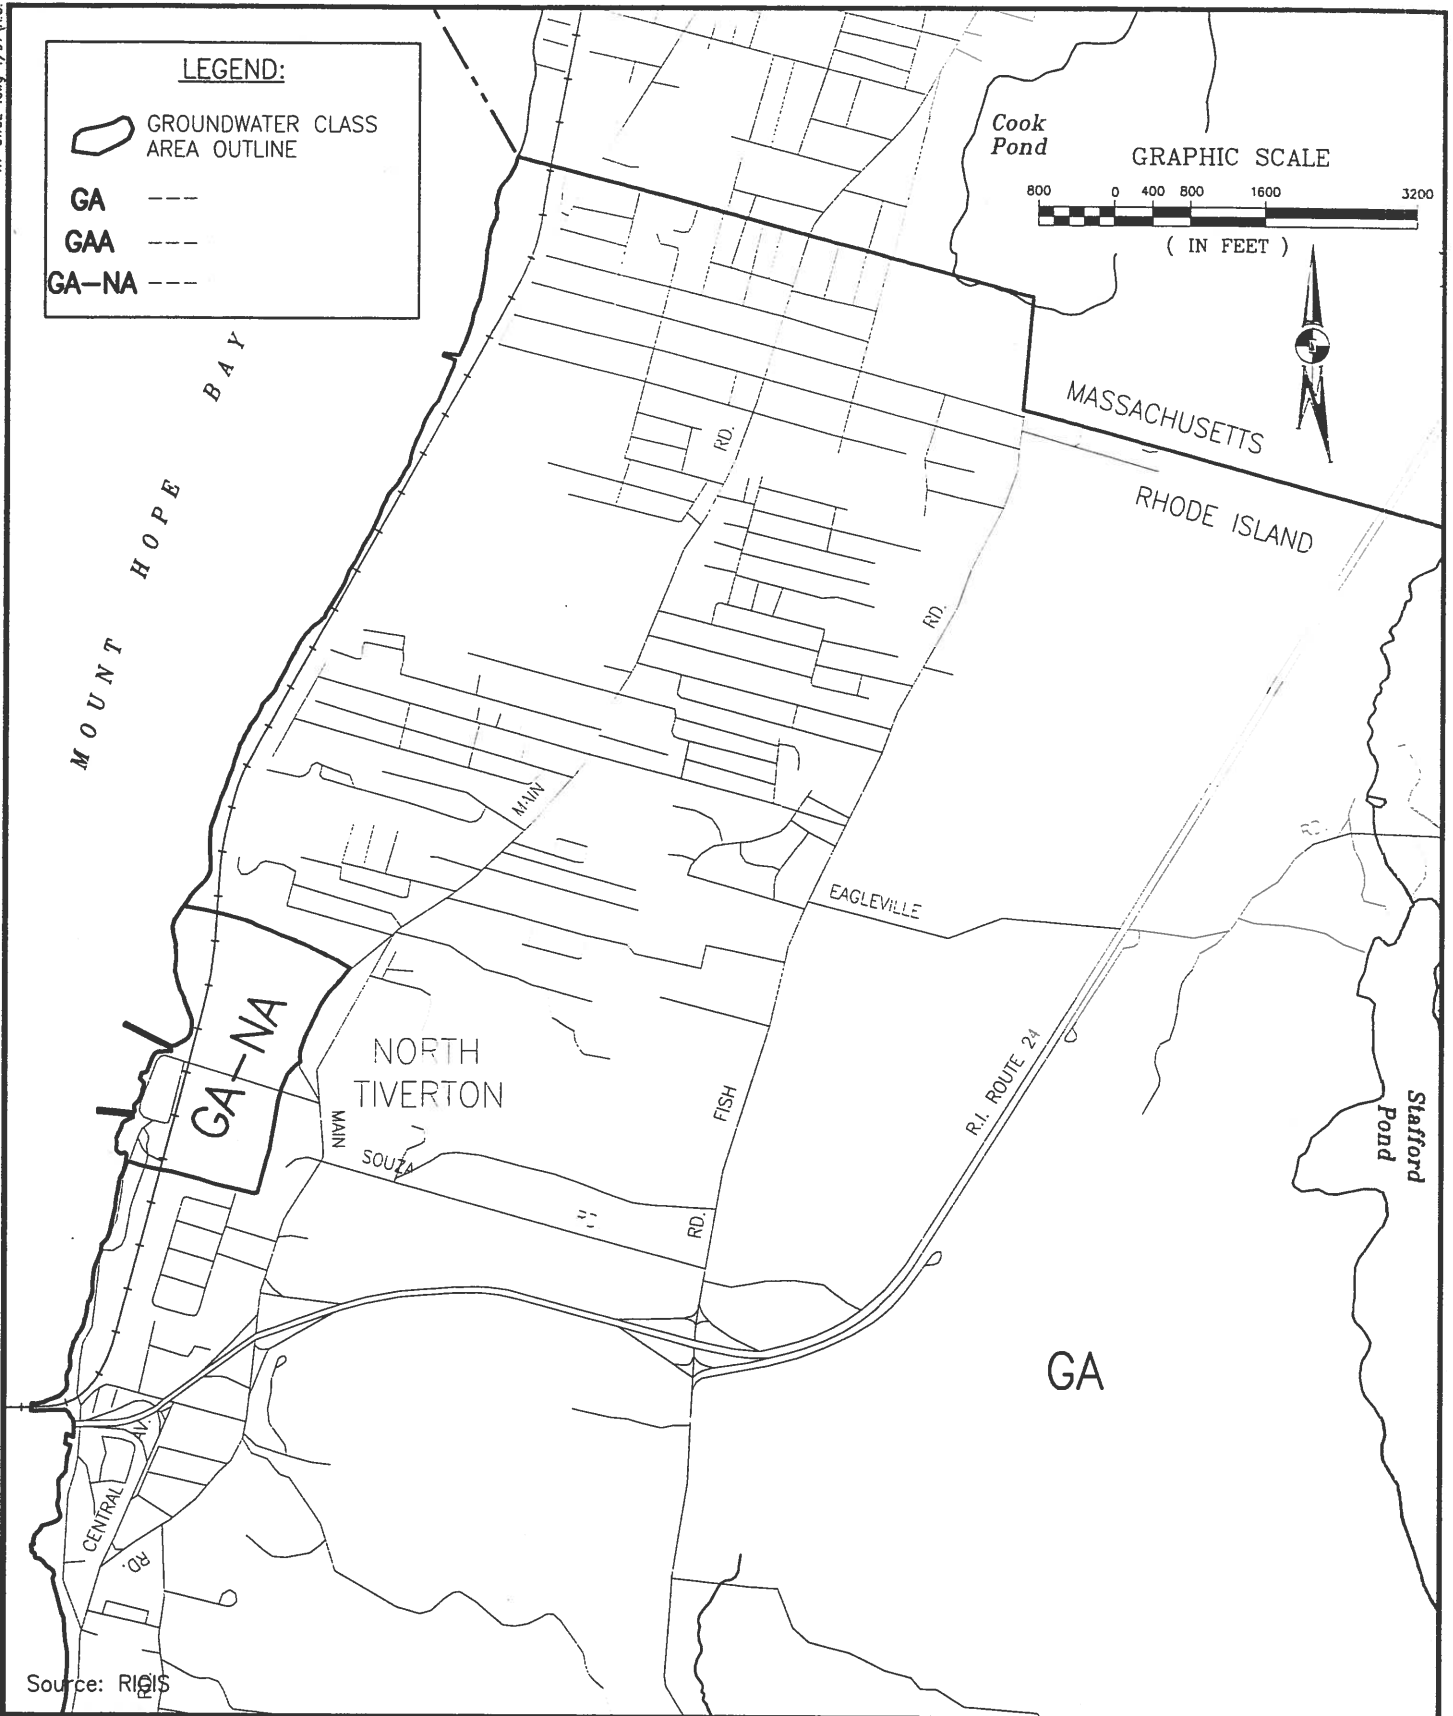 LEGEND:
GROUNDWATER CLASS
AREA OUTLINE
GA ---
GAA ---
GA-NA ---
Cook
Pond
GRAPHIC SCALE
800 0 400 800 1600 3200
( IN FEET )
MASSACHUSETTS
RHODE ISLAND
MOUNT HOPE BAY
RD.
RD.
MAIN
RD.
EAGLEVILLE
GA-NA
NORTH
TIVERTON
MAIN
SOUZA
FISH
RD.
R.I. ROUTE 24
Stafford
Pond
GA
AV.
CENTRAL
RD.
RD.
Source: RIGIS